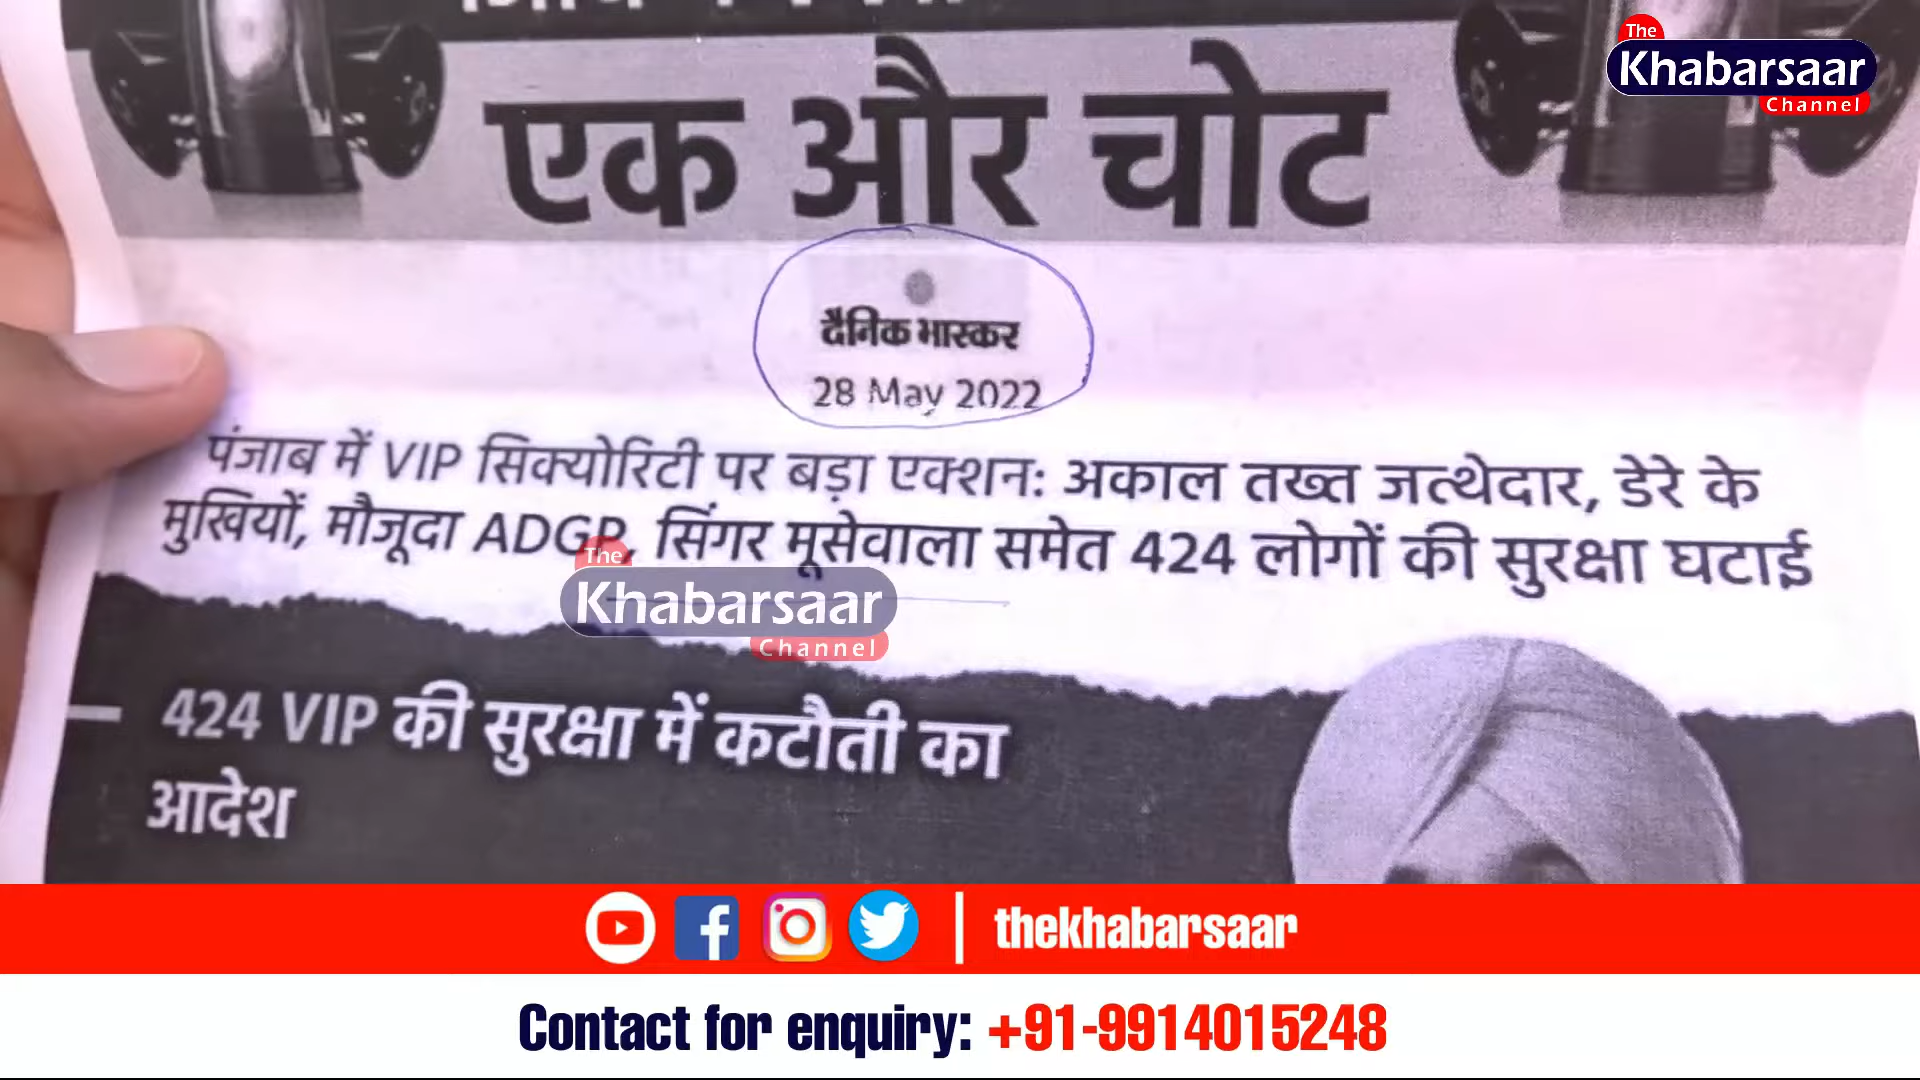 The
Khabarsaar
Channel
एक और चोट
दैनिक भास्कर
28 May 2022
पंजाब में VIP सिक्योरिटी पर बड़ा एक्शन: अकाल तख्त जत्थेदार, डेरे के
मुखियों, मौजूदा ADGP, सिंगर मूसेवाला समेत 424 लोगों की सुरक्षा घटाई
The
Khabarsaar
Channel
424 VIP की सुरक्षा में कटौती का
आदेश
thekhabarsaar
Contact for enquiry: +91-9914015248